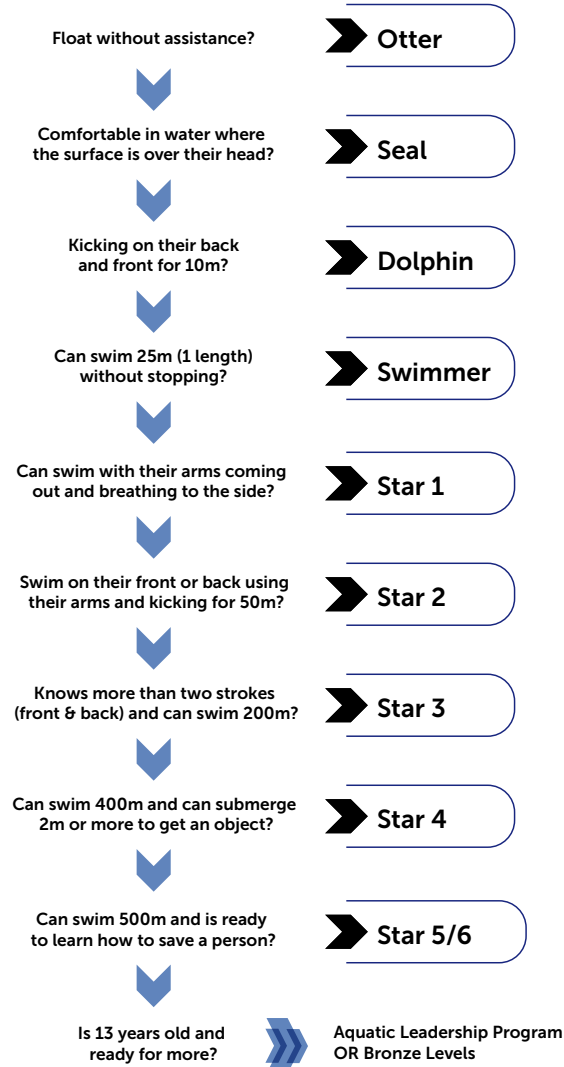 Float without assistance?
Otter
Comfortable in water where
the surface is over their head?
Seal
Kicking on their back
and front for 10m?
Dolphin
Can swim 25m (1 length)
without stopping?
Swimmer
Can swim with their arms coming
out and breathing to the side?
Star 1
Swim on their front or back using
their arms and kicking for 50m?
Star 2
Knows more than two strokes
(front & back) and can swim 200m?
Star 3
Can swim 400m and can submerge
2m or more to get an object?
Star 4
Can swim 500m and is ready
to learn how to save a person?
Star 5/6
Is 13 years old and
ready for more?
Aquatic Leadership Program
OR Bronze Levels